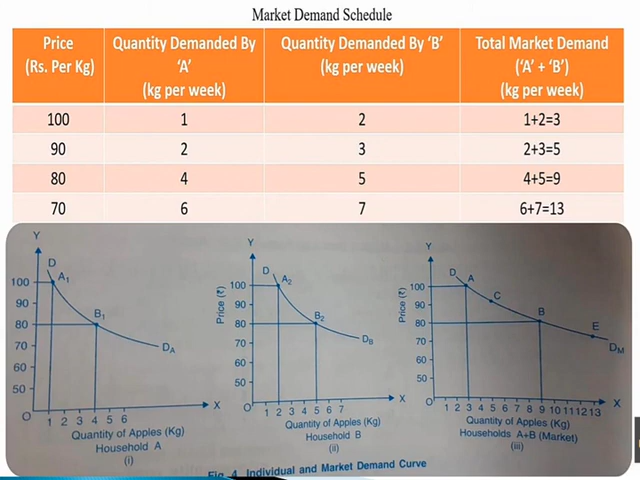 Market Demand Schedule
Price (Rs. Per Kg) Quantity Demanded By ‘A’ (kg per week) Quantity Demanded By ‘B’ (kg per week) Total Market Demand (‘A’ + ‘B’) (kg per week)
100 1 2 1+2=3
90 2 3 2+3=5
80 4 5 4+5=9
70 6 7 6+7=13
Y
D
A1
100
90
B1
80
70
DA
60
50
O 1 2 3 4 5 6 X
Quantity of Apples (Kg)
Household A
(i)
Y
D
A2
Price (₹)
100
90
B2
80
70
DB
60
50
O 1 2 3 4 5 6 7 X
Quantity of Apples (Kg)
Household B
(ii)
Y
D
A
Price (₹)
100
C
90
B
80
E
70
DM
60
50
O 1 2 3 4 5 6 7 8 9 10 11 12 13 X
Quantity of Apples (Kg)
Households A+B (Market)
(iii)
Fig. 4. Individual and Market Demand Curve